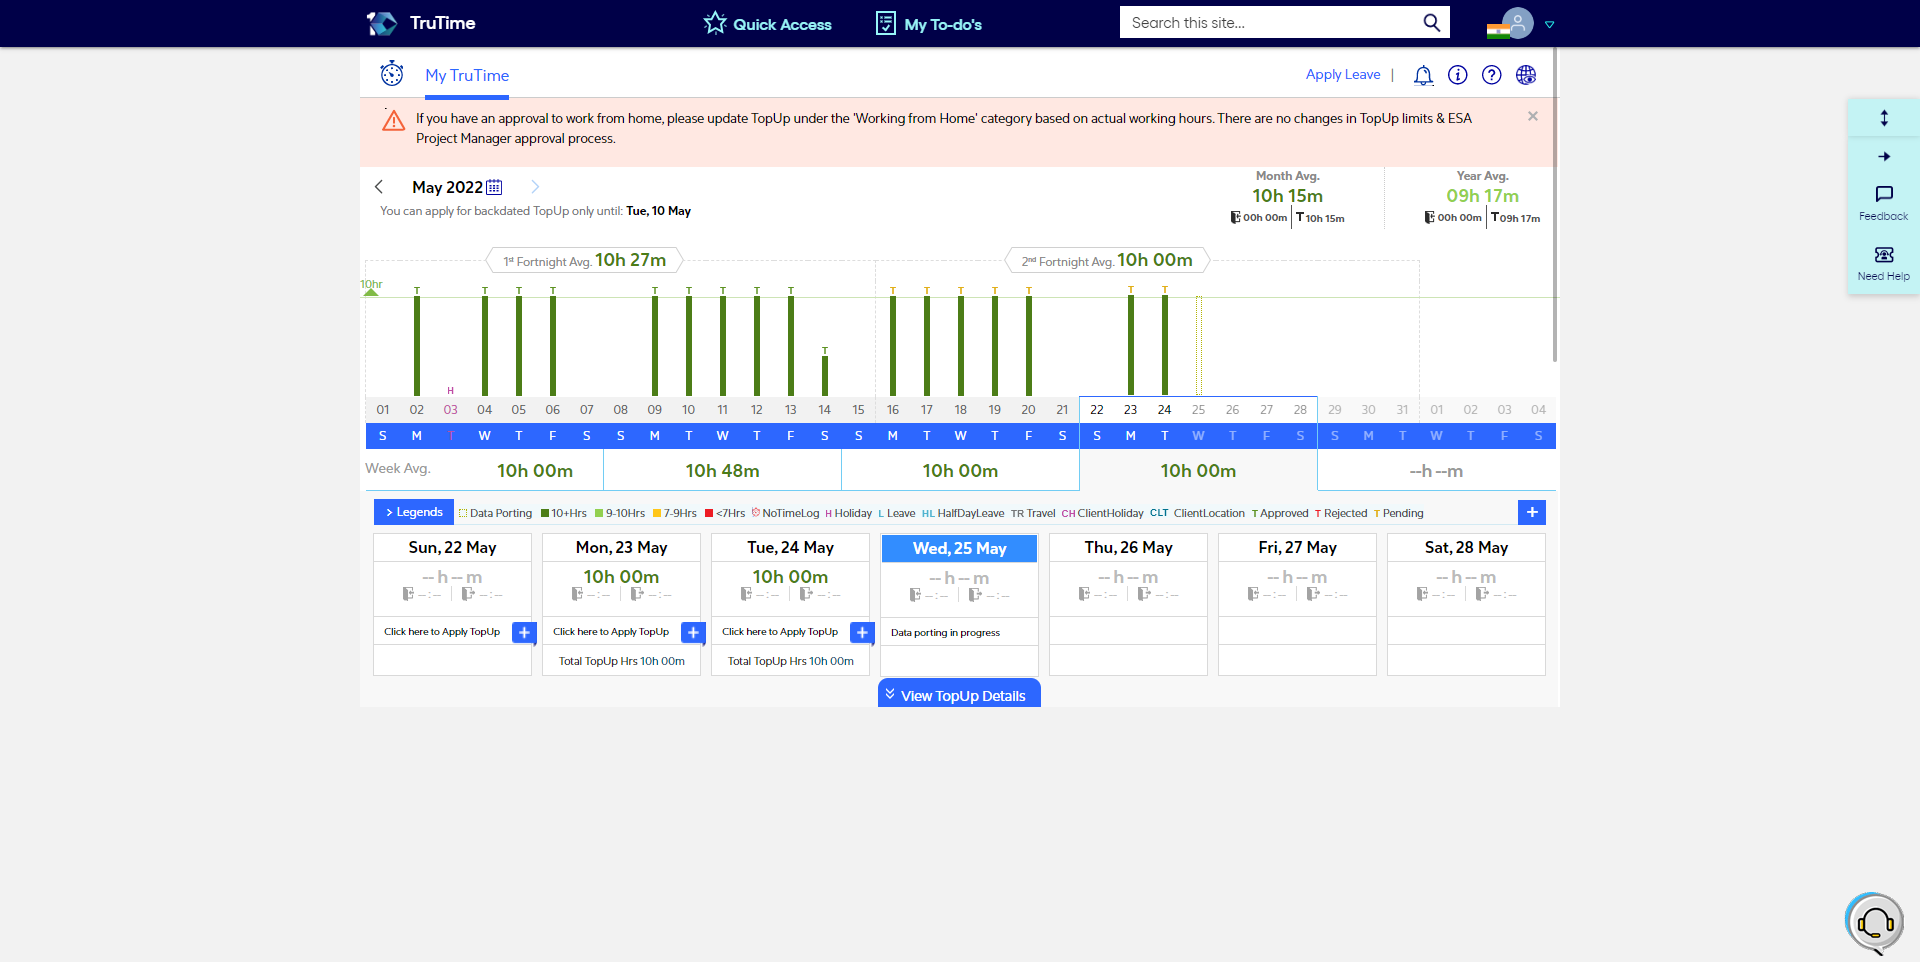 TruTime
Quick Access
My To-do's
Search this site...
My TruTime
Apply Leave |
If you have an approval to work from home, please update TopUp under the 'Working from Home' category based on actual working hours. There are no changes in TopUp limits & ESA
Project Manager approval process.
May 2022
You can apply for backdated TopUp only until: Tue, 10 May
Month Avg.
10h 15m
00h 00m T 10h 15m
Year Avg.
09h 17m
00h 00m T 09h 17m
Feedback
Need Help
1st Fortnight Avg. 10h 27m
2nd Fortnight Avg. 10h 00m
10hr
T T T T T T T T T T T T T T T T
T
H
01 02 03 04 05 06 07 08 09 10 11 12 13 14 15 16 17 18 19 20 21 22 23 24 25 26 27 28 29 30 31 01 02 03 04
S M T W T F S S M T W T F S S M T W T F S S M T W T F S S M T W T F S
Week Avg. 10h 00m 10h 48m 10h 00m 10h 00m --h --m
> Legends Data Porting 10+Hrs 9-10Hrs 7-9Hrs <7Hrs NoTimeLog H Holiday L Leave HL HalfDayLeave TR Travel CH ClientHoliday CLT ClientLocation T Approved T Rejected T Pending +
Sun, 22 May Mon, 23 May Tue, 24 May Wed, 25 May Thu, 26 May Fri, 27 May Sat, 28 May
--h--m 10h 00m 10h 00m --h--m --h--m --h--m --h--m
--:-- --:-- --:-- --:-- --:-- --:-- --:-- --:-- --:-- --:-- --:-- --:-- --:-- --:--
Click here to Apply TopUp + Click here to Apply TopUp + Click here to Apply TopUp + Data porting in progress
Total TopUp Hrs 10h 00m Total TopUp Hrs 10h 00m
View TopUp Details